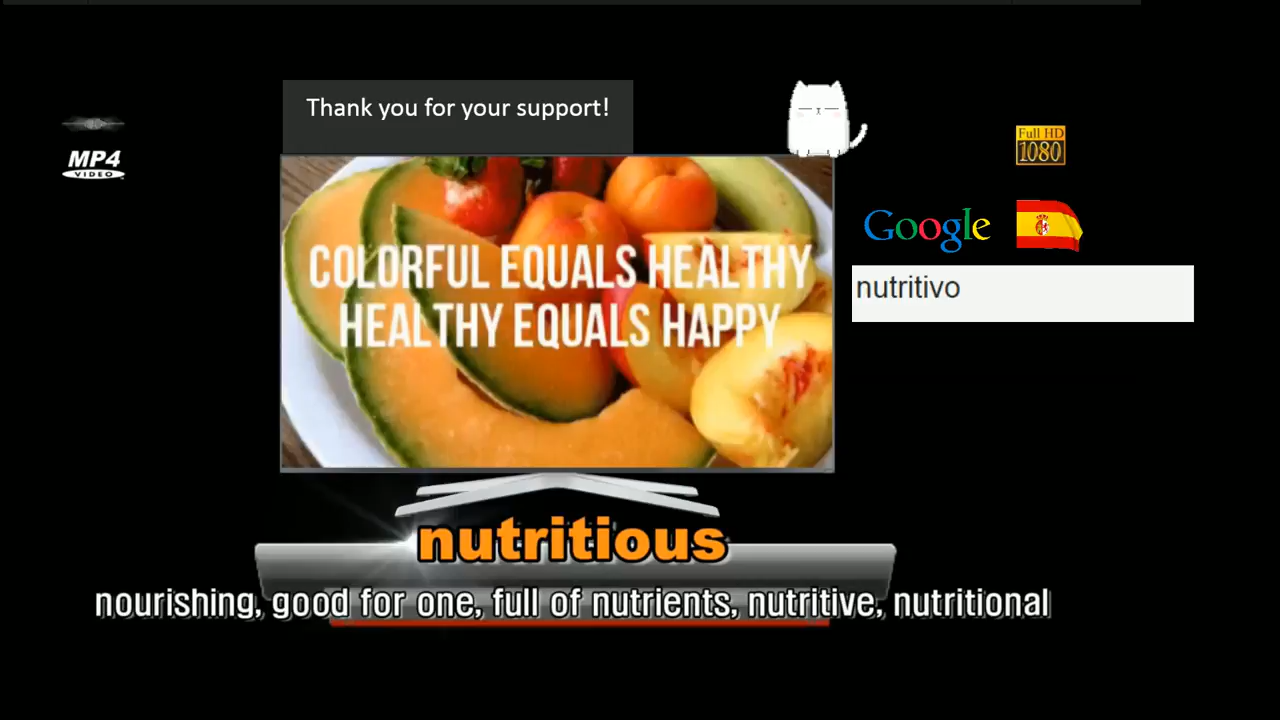 Thank you for your support!
MP4
VIDEO
Full HD
1080
Google
nutritivo
COLORFUL EQUALS HEALTHY
HEALTHY EQUALS HAPPY
nutritious
nourishing, good for one, full of nutrients, nutritive, nutritional